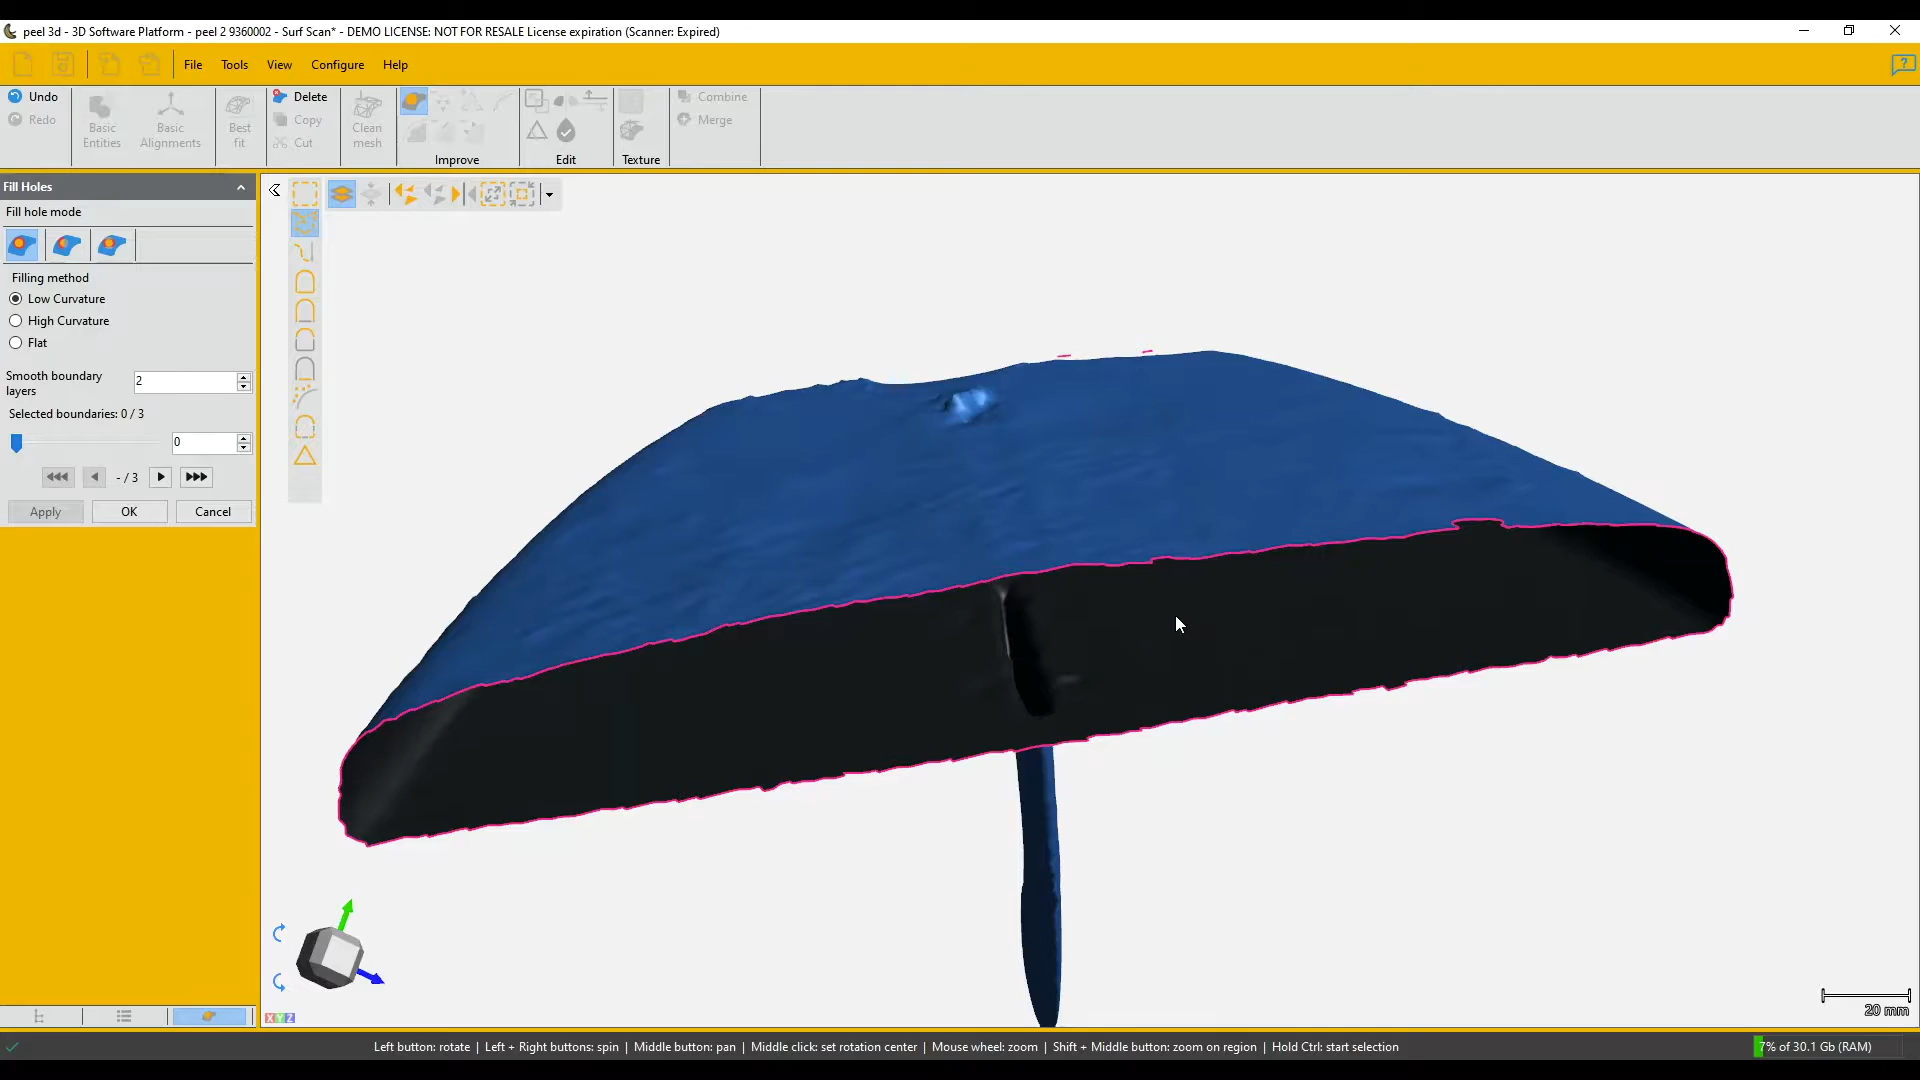 peel 3d - 3D Software Platform - peel 2 9360002 - Surf Scan* - DEMO LICENSE: NOT FOR RESALE License expiration (Scanner: Expired)
File Tools View Configure Help
Undo
Redo
Basic
Entities
Basic
Alignments
Best
fit
Delete
Copy
Cut
Clean
mesh
Improve
Edit
Texture
Combine
Merge
Fill Holes
Fill hole mode
Filling method
Low Curvature
High Curvature
Flat
Smooth boundary
layers
2
Selected boundaries: 0 / 3
0
- / 3
Apply OK Cancel
XYZ
20 mm
Left button: rotate | Left + Right buttons: spin | Middle button: pan | Middle click: set rotation center | Mouse wheel: zoom | Shift + Middle button: zoom on region | Hold Ctrl: start selection
7% of 30.1 Gb (RAM)